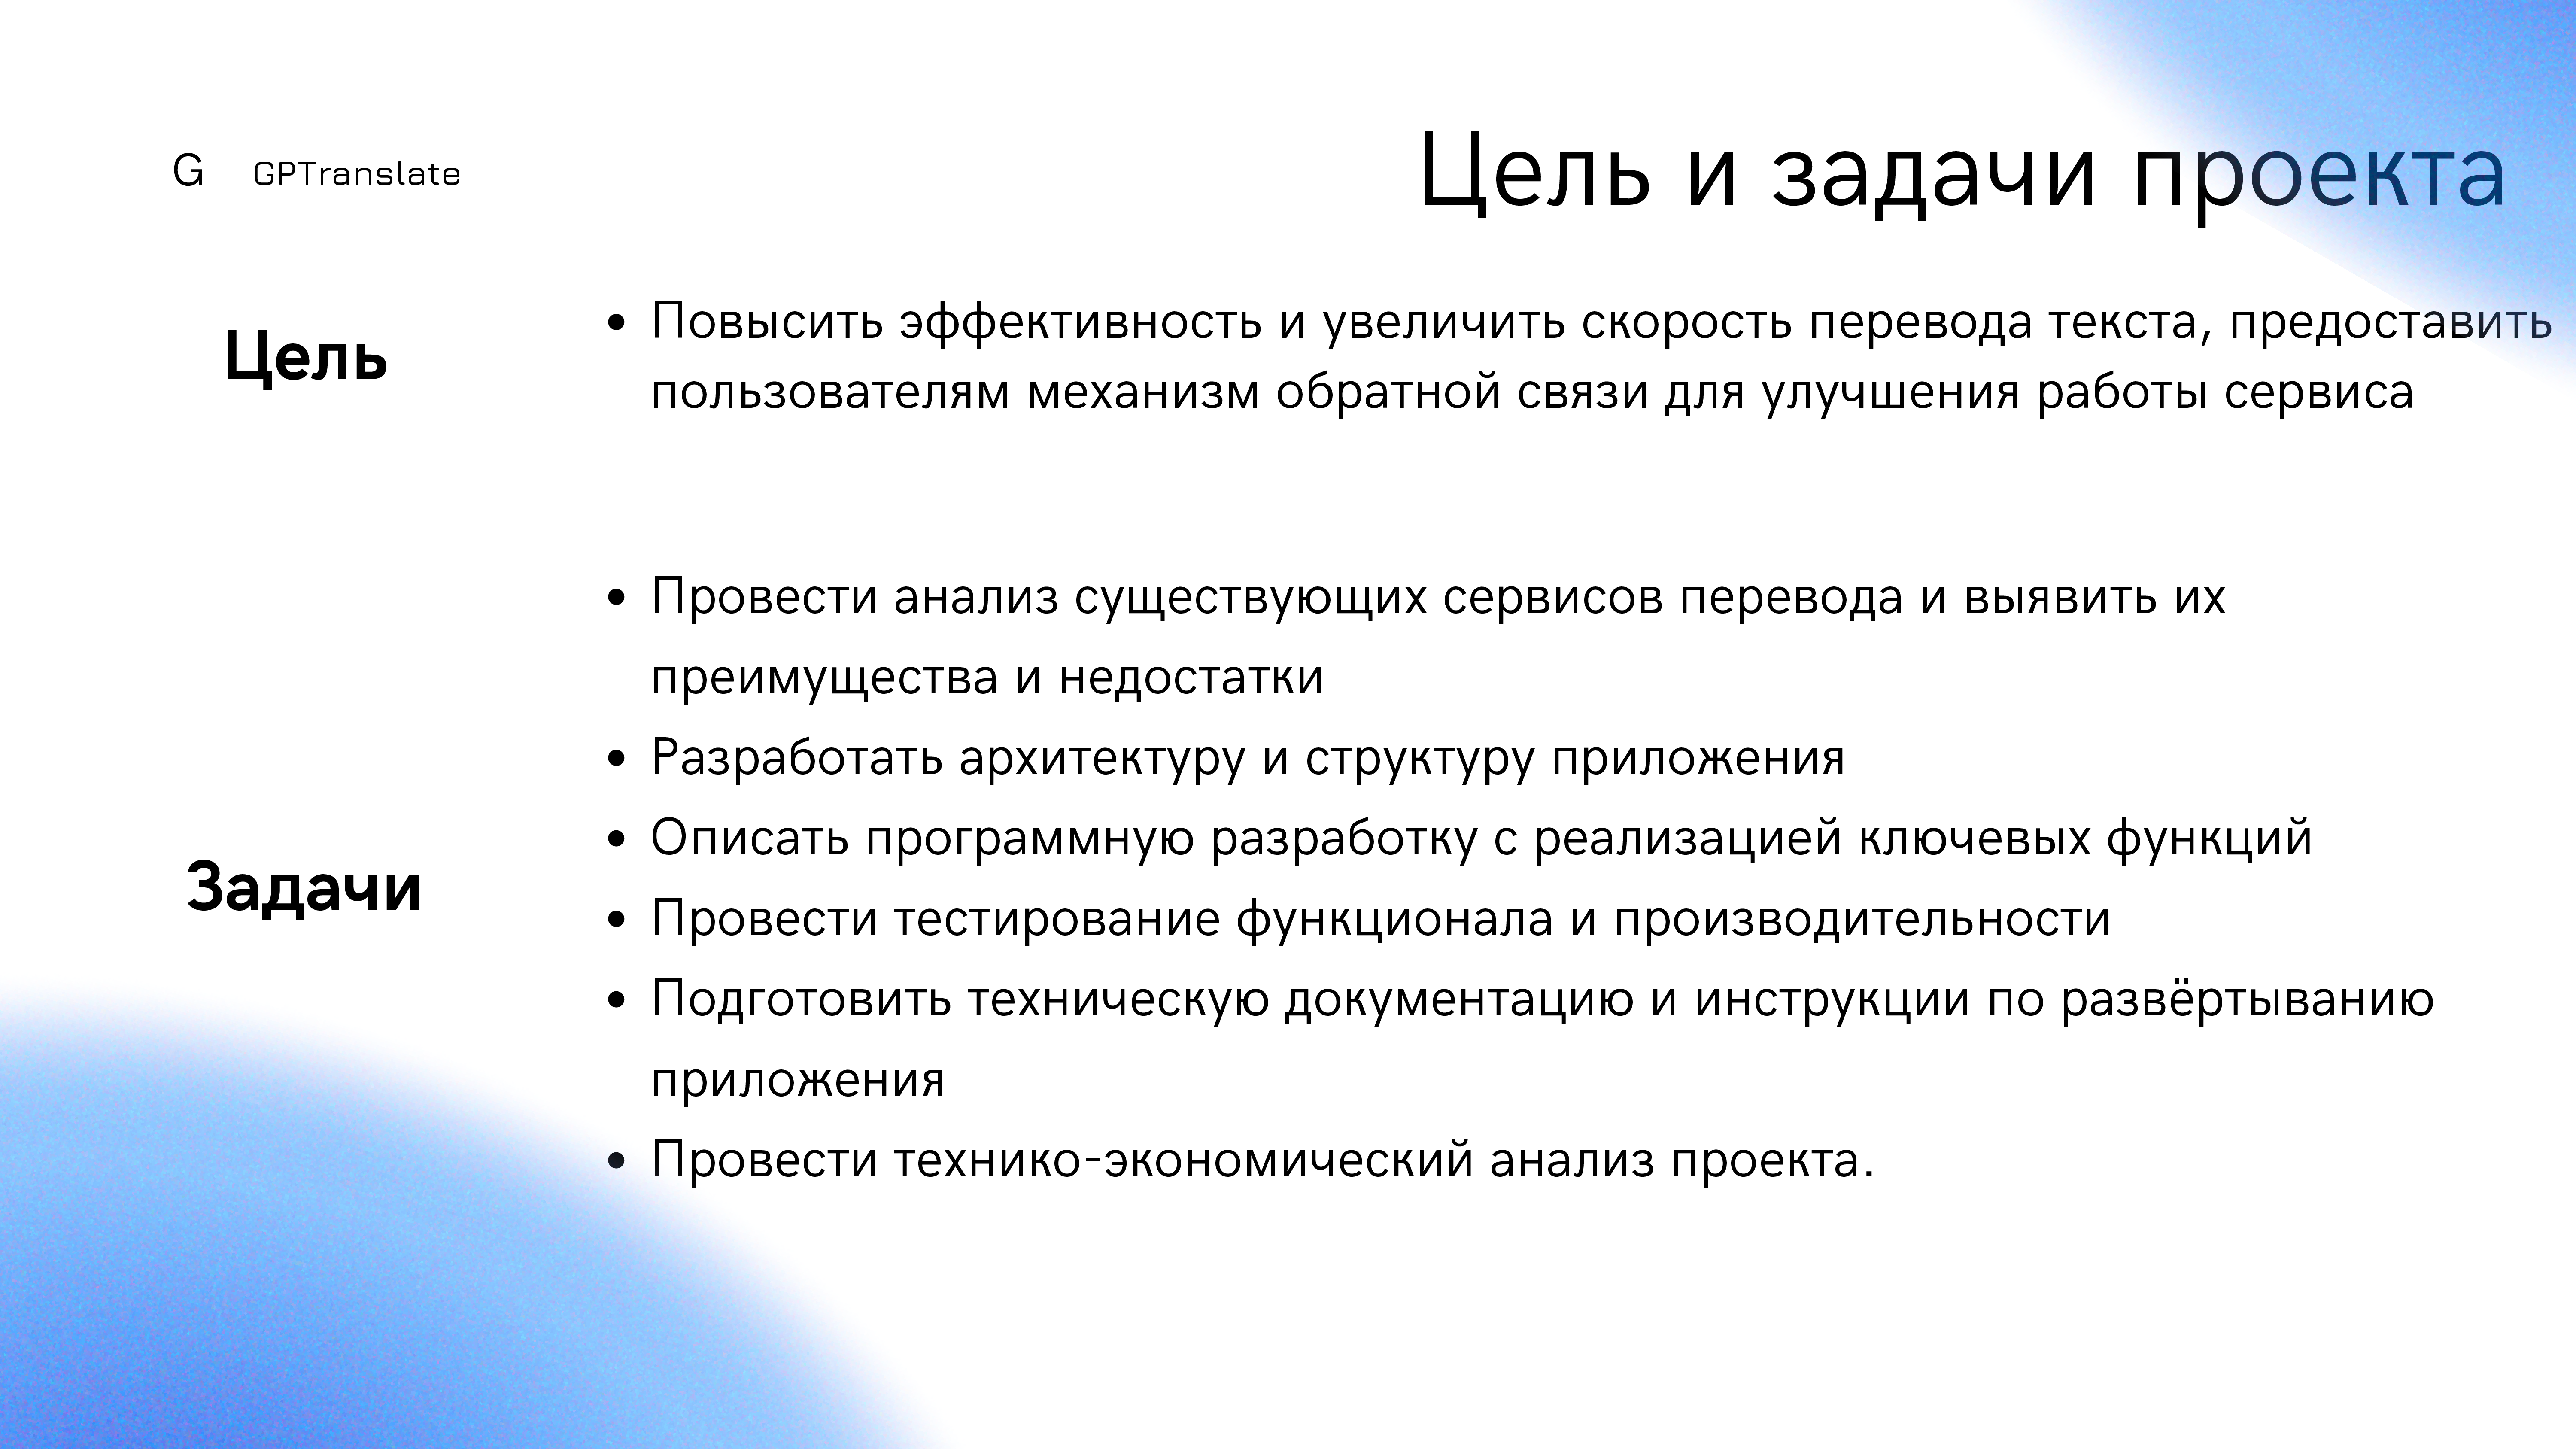 G GPTranslate
Цель и задачи проекта
Цель
• Повысить эффективность и увеличить скорость перевода текста, предоставить
пользователям механизм обратной связи для улучшения работы сервиса
Задачи
• Провести анализ существующих сервисов перевода и выявить их
преимущества и недостатки
• Разработать архитектуру и структуру приложения
• Описать программную разработку с реализацией ключевых функций
• Провести тестирование функционала и производительности
• Подготовить техническую документацию и инструкции по развёртыванию
приложения
• Провести технико-экономический анализ проекта.